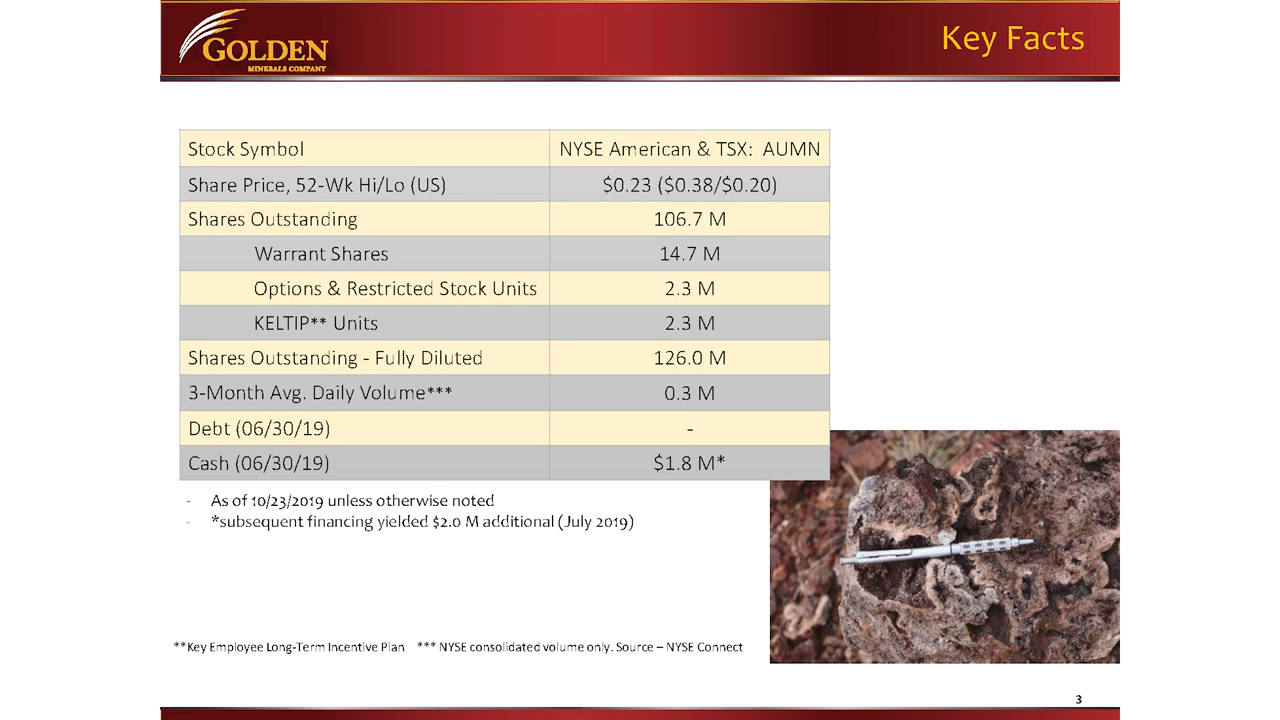 GOLDEN
MINERALS COMPANY
Key Facts
Stock Symbol NYSE American & TSX: AUMN
Share Price, 52-Wk Hi/Lo (US) $0.23 ($0.38/$0.20)
Shares Outstanding 106.7 M
Warrant Shares 14.7 M
Options & Restricted Stock Units 2.3 M
KELTIP** Units 2.3 M
Shares Outstanding - Fully Diluted 126.0 M
3-Month Avg. Daily Volume*** 0.3 M
Debt (06/30/19) -
Cash (06/30/19) $1.8 M*
- As of 10/23/2019 unless otherwise noted
- *subsequent financing yielded $2.0 M additional (July 2019)
**Key Employee Long-Term Incentive Plan *** NYSE consolidated volume only. Source – NYSE Connect
3